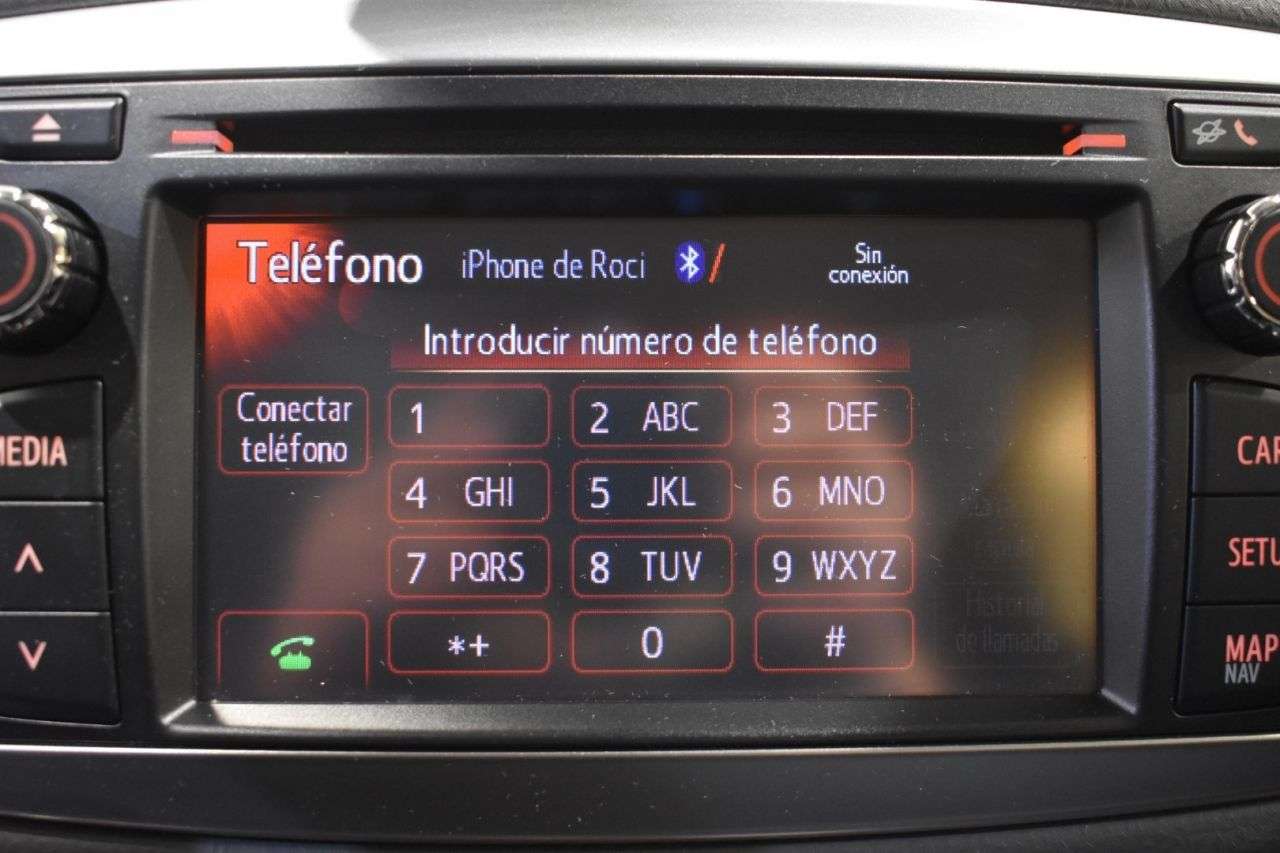 Teléfono iPhone de Roci Sin conexión
Introducir número de teléfono
Conectar teléfono
1 2 ABC 3 DEF
MEDIA CAR
4 GHI 5 JKL 6 MNO
7 PQRS 8 TUV 9 WXYZ
SETU
Historial de llamadas
*+ 0 #
MAP
NAV